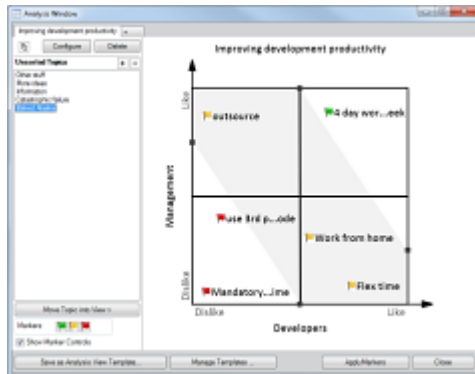 Analysis Window
Improving development productivity
Configure
Delete
Unsorted Topics
Other stuff
More ideas
Information
Catastrophic failure
Improving development productivity
Like
Management
Dislike
outsource
4 day wor...eek
use 3rd p...ode
Work from home
Mandatory...ime
Flex time
Dislike
Like
Developers
Move Topic into View >
Markers
Show Marker Controls
Save as Analysis View Template...
Manage Templates ...
Apply Markers
Close